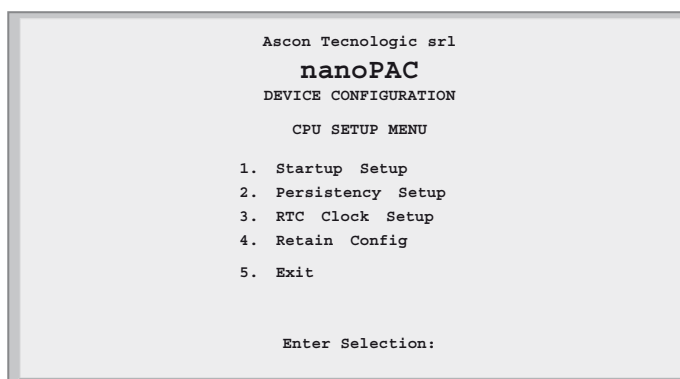 Ascon Tecnologic srl
nanoPAC
DEVICE CONFIGURATION
CPU SETUP MENU
1. Startup Setup
2. Persistency Setup
3. RTC Clock Setup
4. Retain Config
5. Exit
Enter Selection: